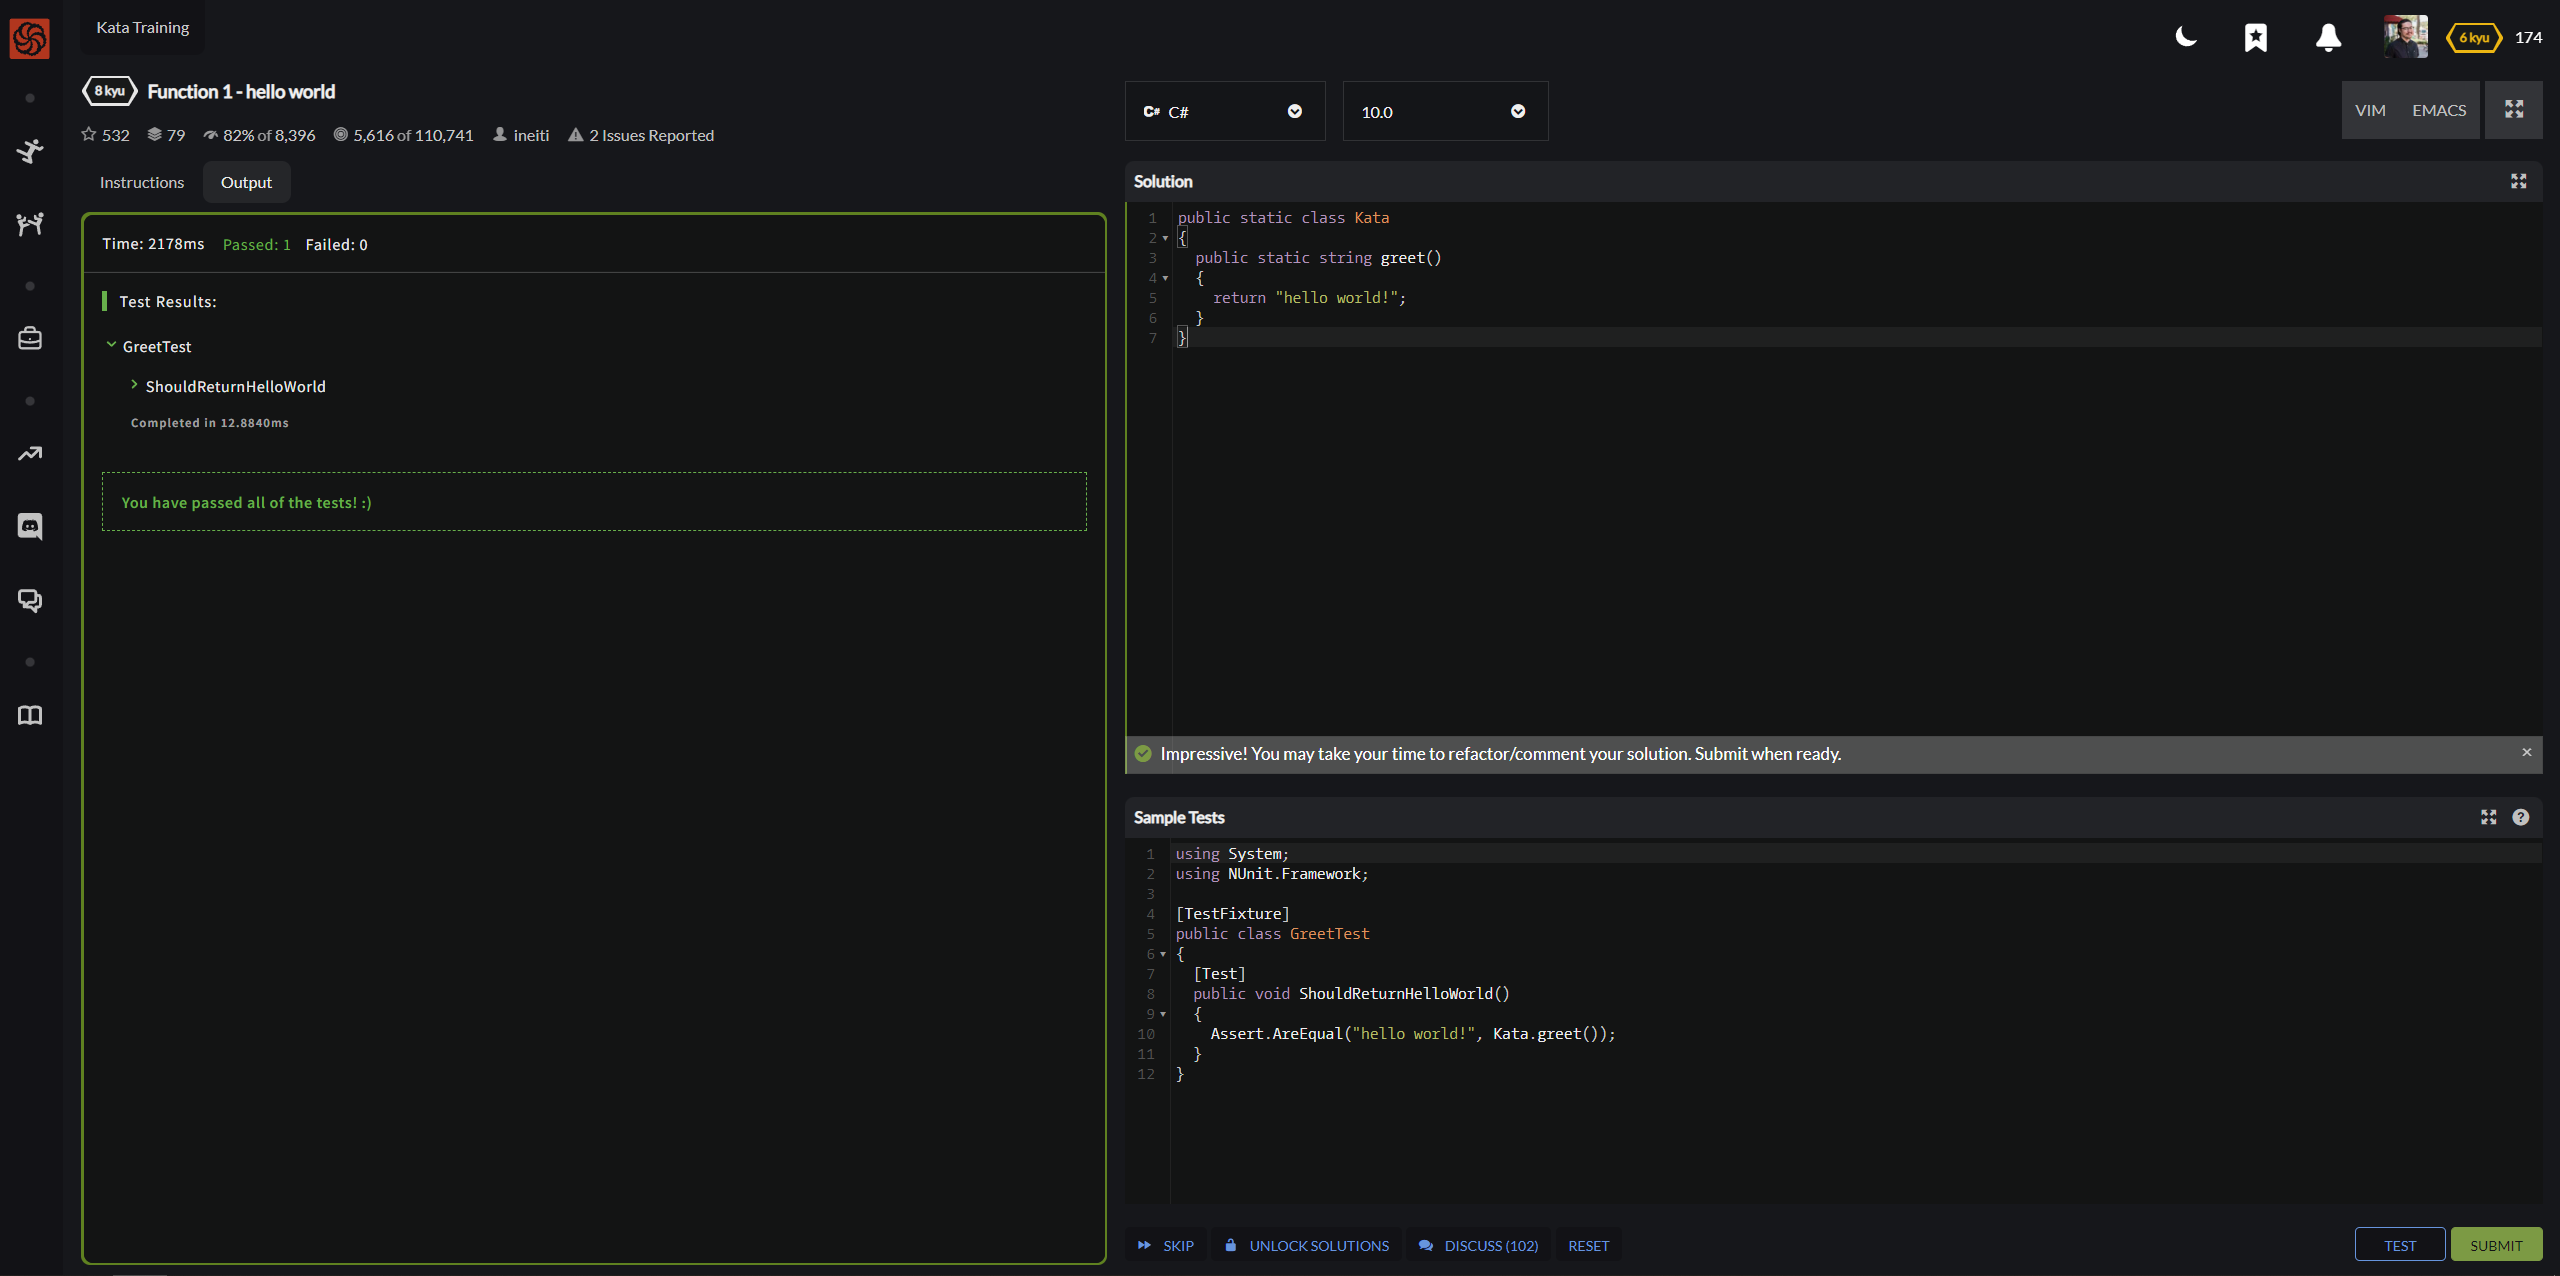 Kata Training
6 kyu 174
8 kyu Function 1 - hello world
532 79 82% of 8,396 5,616 of 110,741 ineiti 2 Issues Reported
Instructions Output
Time: 2178ms Passed: 1 Failed: 0
Test Results:
GreetTest
ShouldReturnHelloWorld
Completed in 12.8840ms
You have passed all of the tests! :)
C# C#
10.0
VIM EMACS
Solution
1 public static class Kata
2 {
3 public static string greet()
4 {
5 return "hello world!";
6 }
7 }
Impressive! You may take your time to refactor/comment your solution. Submit when ready.
Sample Tests
1 using System;
2 using NUnit.Framework;
3
4 [TestFixture]
5 public class GreetTest
6 {
7 [Test]
8 public void ShouldReturnHelloWorld()
9 {
10 Assert.AreEqual("hello world!", Kata.greet());
11 }
12 }
SKIP UNLOCK SOLUTIONS DISCUSS (102) RESET TEST SUBMIT